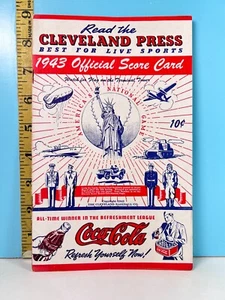 Read the
CLEVELAND PRESS
BEST FOR LIVE SPORTS
1943 Official Score Card
AMERICA'S NATIONAL GAME
10¢
ALL-TIME WINNER IN THE REFRESHMENT LEAGUE
Coca-Cola
Refresh Yourself Now!